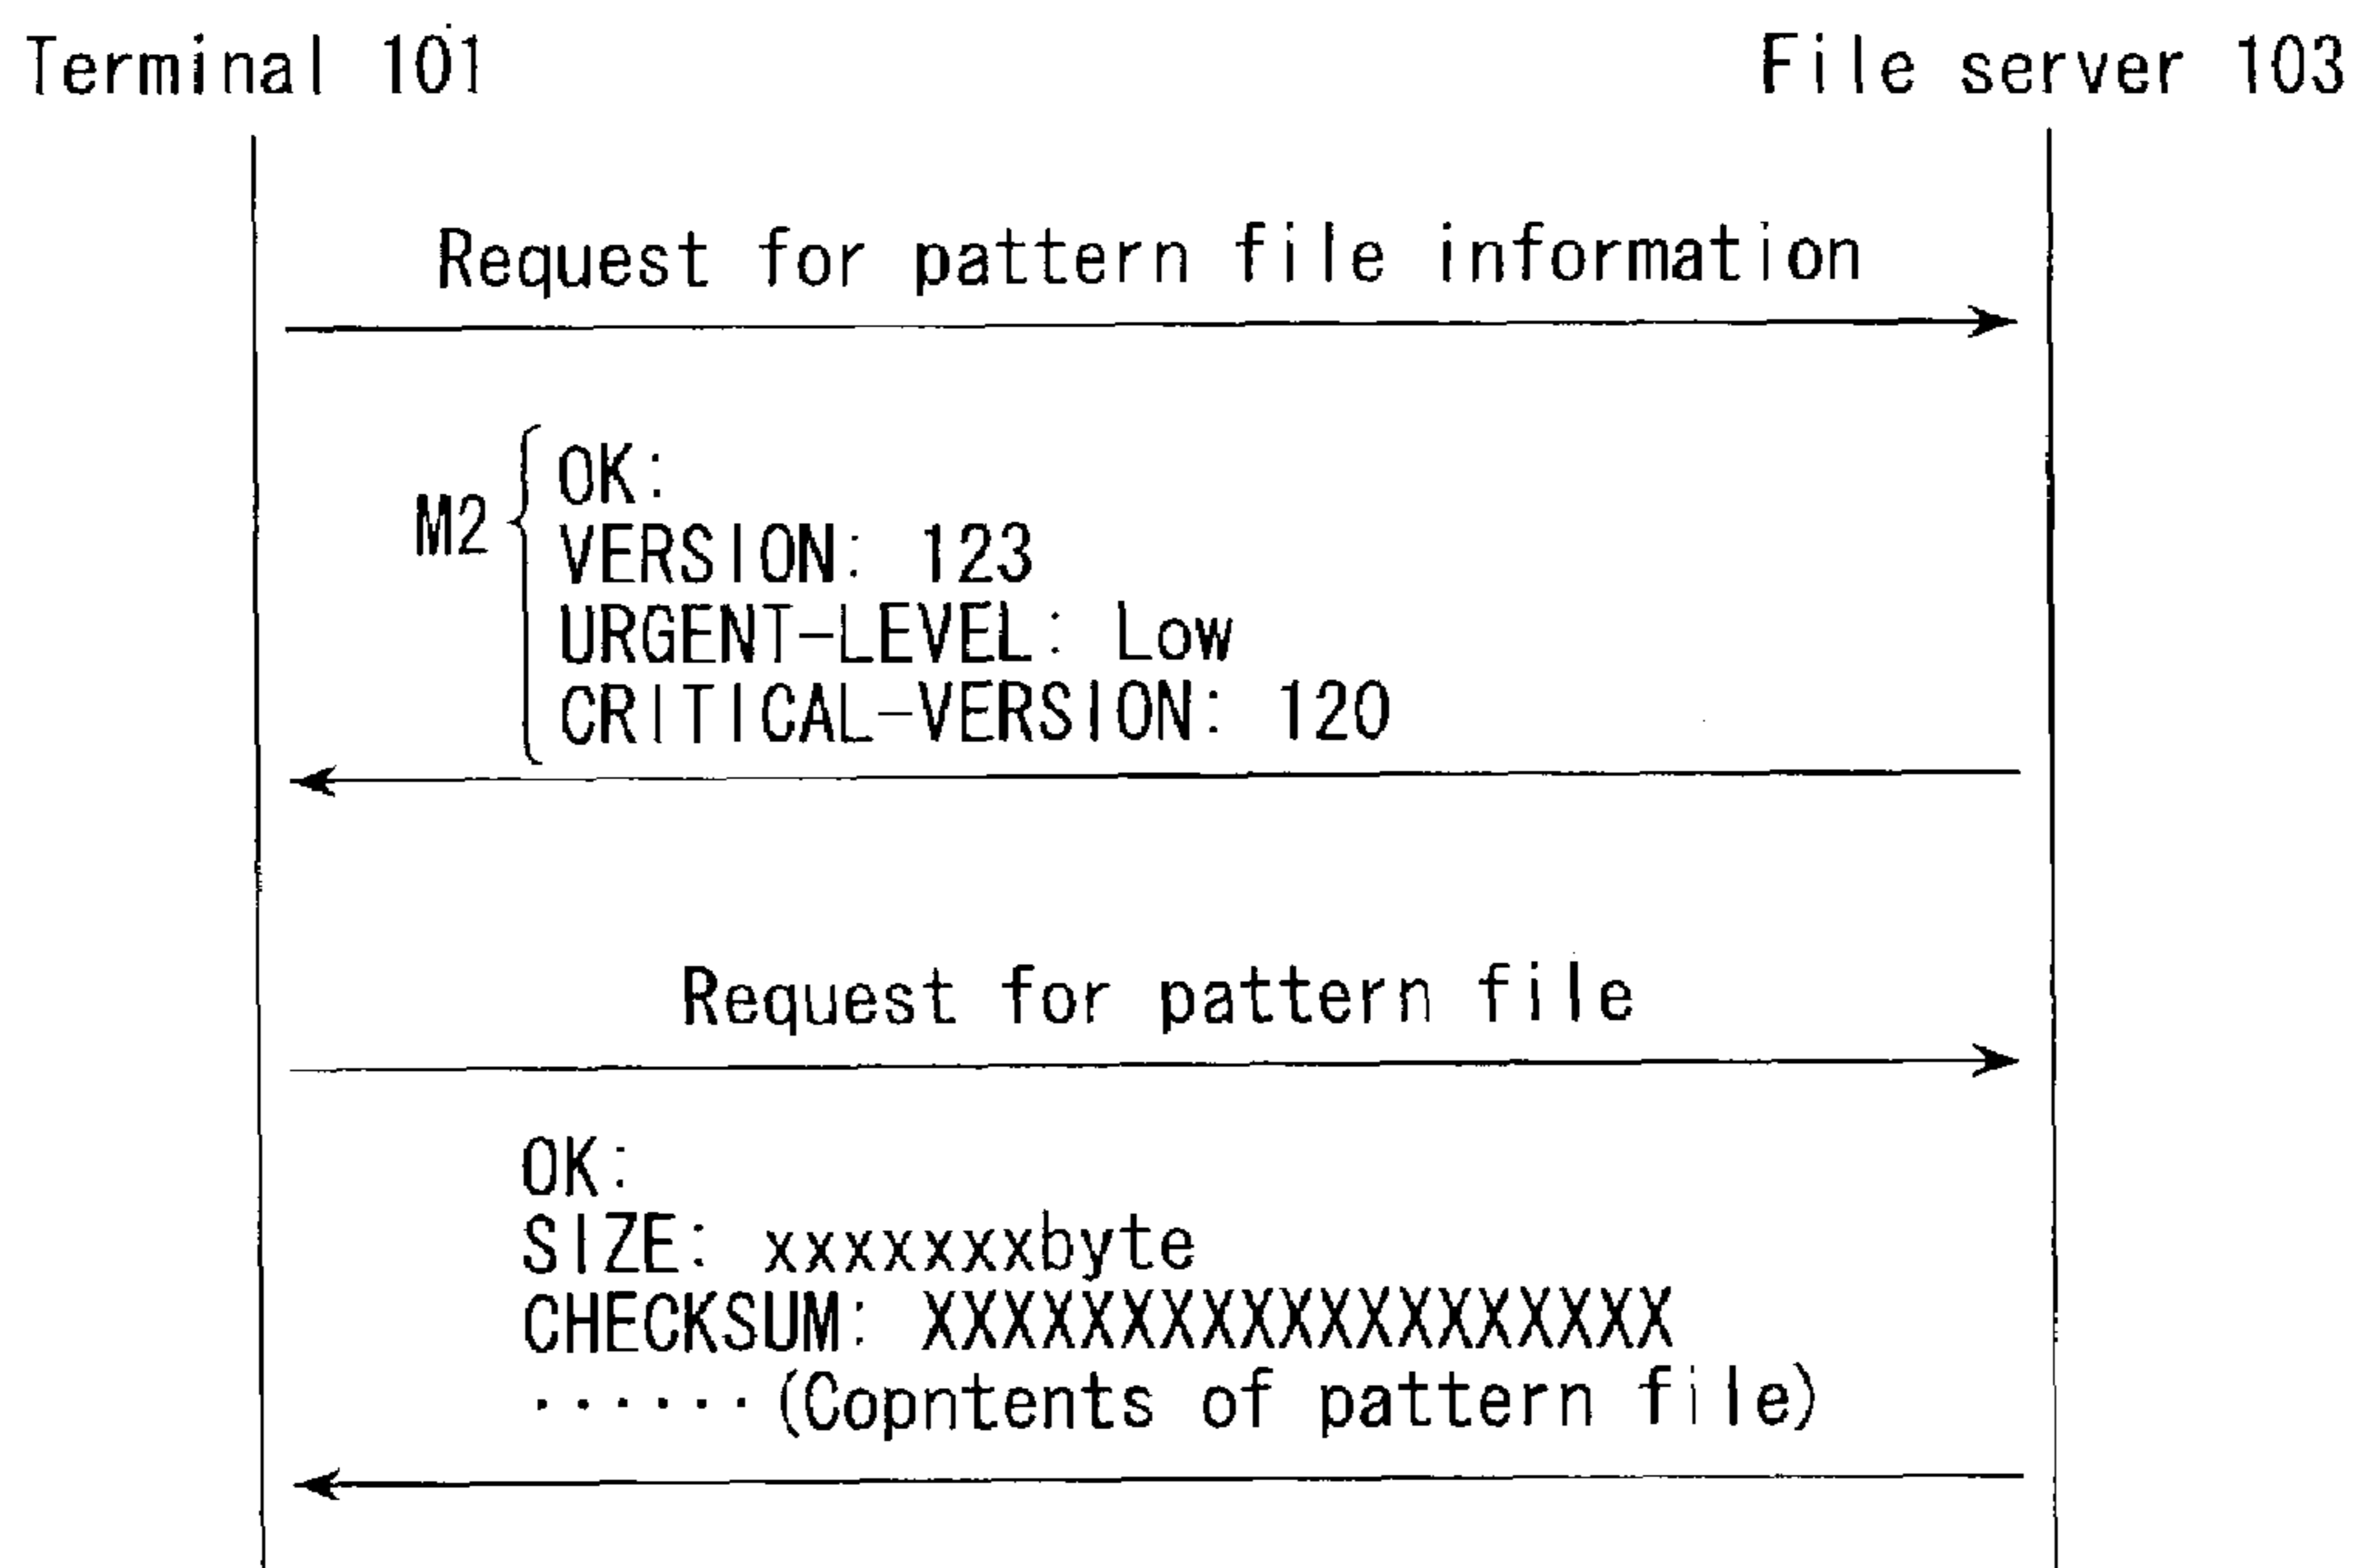 Terminal 101
File server 103
Request for pattern file information
M2
OK:
VERSION: 123
URGENT-LEVEL: Low
CRITICAL-VERSION: 120
Request for pattern file
OK:
SIZE: xxxxxxxbyte
CHECKSUM: XXXXXXXXXXXXXXXXXXX
······(Copntents of pattern file)